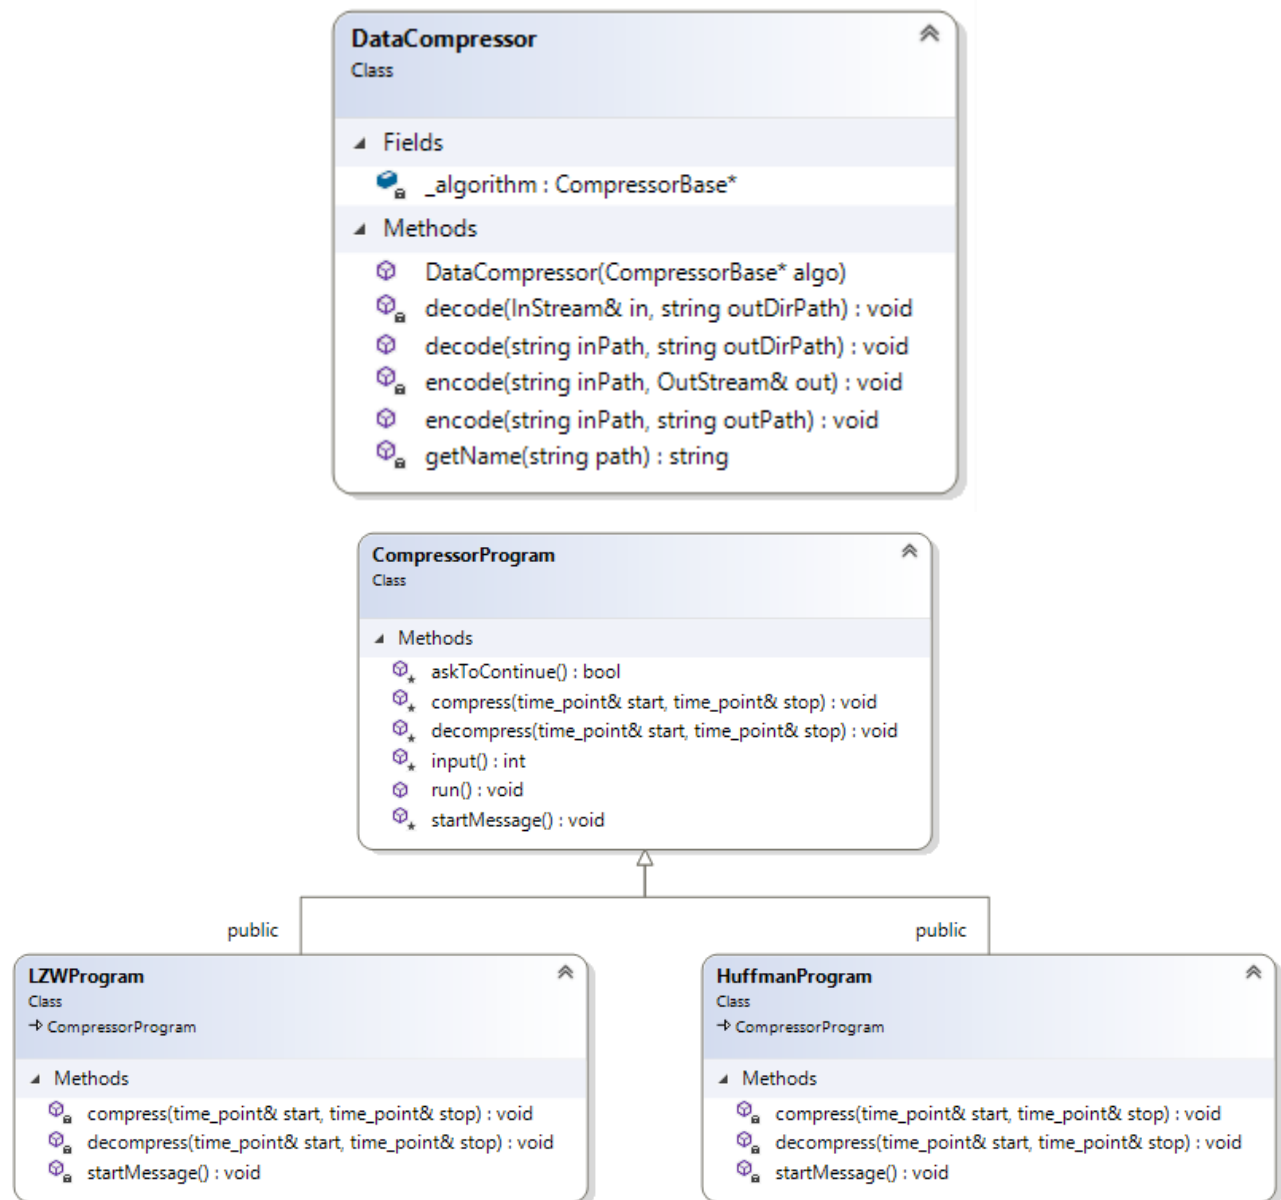 DataCompressor
Class
Fields
_algorithm : CompressorBase*
Methods
DataCompressor(CompressorBase* algo)
decode(InStream& in, string outDirPath) : void
decode(string inPath, string outDirPath) : void
encode(string inPath, OutStream& out) : void
encode(string inPath, string outPath) : void
getName(string path) : string
CompressorProgram
Class
Methods
askToContinue() : bool
compress(time_point& start, time_point& stop) : void
decompress(time_point& start, time_point& stop) : void
input() : int
run() : void
startMessage() : void
public
public
LZWProgram
Class
CompressorProgram
Methods
compress(time_point& start, time_point& stop) : void
decompress(time_point& start, time_point& stop) : void
startMessage() : void
HuffmanProgram
Class
CompressorProgram
Methods
compress(time_point& start, time_point& stop) : void
decompress(time_point& start, time_point& stop) : void
startMessage() : void